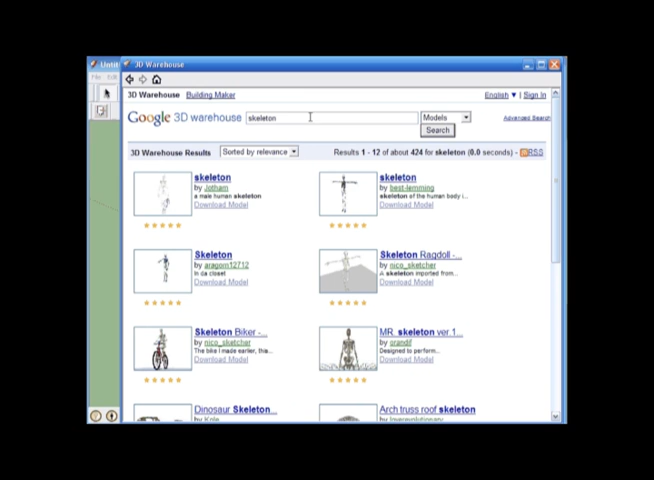 Untit
3D Warehouse
3D Warehouse Building Maker English ▼ | Sign In
Google 3D warehouse skeleton Models Advanced Search
Search
3D Warehouse Results Sorted by relevance Results 1 - 12 of about 424 for skeleton (0.0 seconds) - RSS
skeleton
by Jotham
a male human skeleton
Download Model
skeleton
by best-lemming
skeleton of the human body i...
Download Model
Skeleton
by aragorn12712
In da closet
Download Model
Skeleton Ragdoll -...
by nico_sketcher
A skeleton imported from...
Download Model
Skeleton Biker -...
by nico_sketcher
The bike I made earlier, this...
Download Model
MR. skeleton ver.1...
by orandif
Designed to perform...
Download Model
Dinosaur Skeleton...
by
Arch truss roof skeleton
by